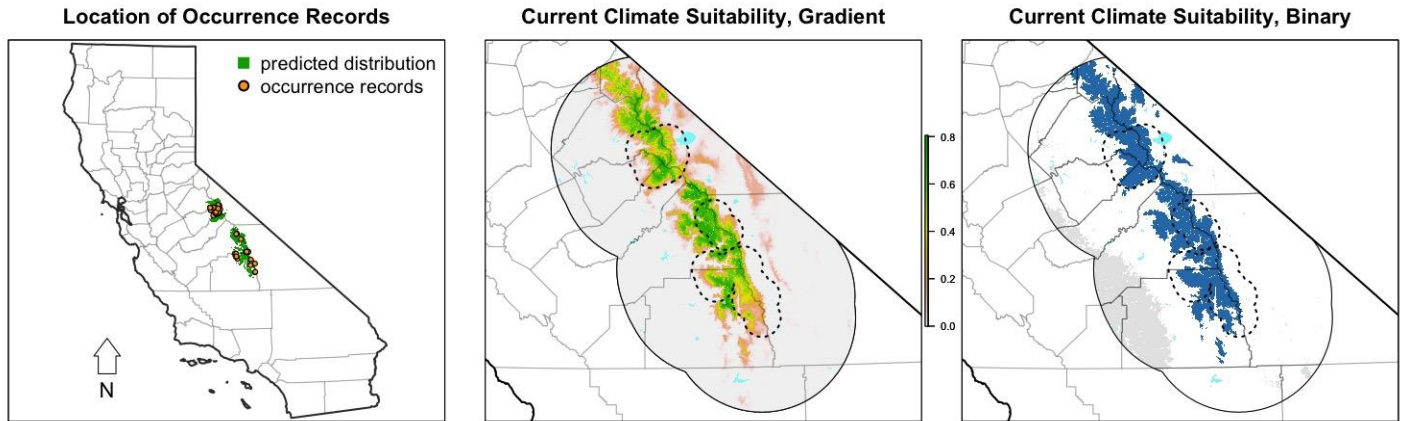 Location of Occurrence Records
predicted distribution
occurrence records
N
Current Climate Suitability, Gradient
0.8
0.6
0.4
0.2
0.0
Current Climate Suitability, Binary